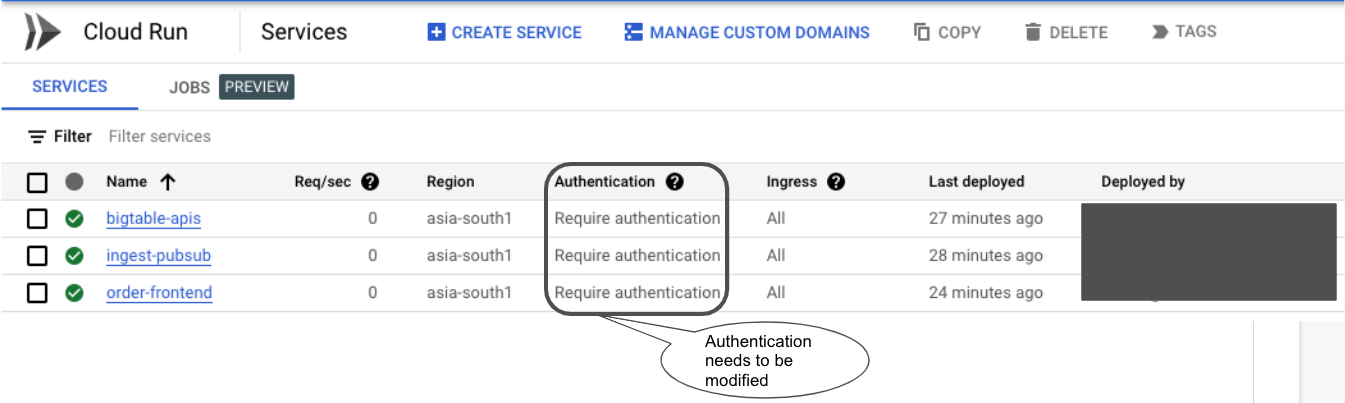 Cloud Run Services CREATE SERVICE MANAGE CUSTOM DOMAINS COPY DELETE TAGS
SERVICES JOBS PREVIEW
Filter Filter services
Name Req/sec Region Authentication Ingress Last deployed Deployed by
bigtable-apis 0 asia-south1 Require authentication All 27 minutes ago
ingest-pubsub 0 asia-south1 Require authentication All 28 minutes ago
order-frontend 0 asia-south1 Require authentication All 24 minutes ago
Authentication
needs to be
modified